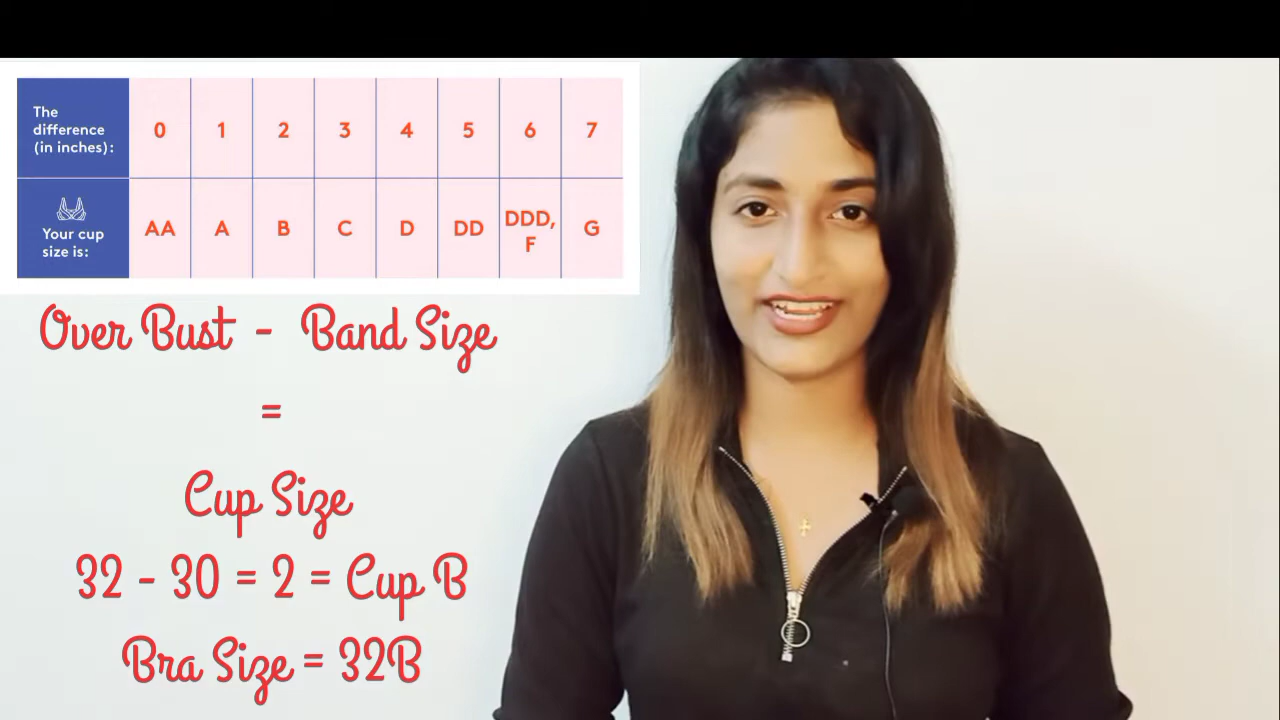 The difference (in inches): 0 1 2 3 4 5 6 7
Your cup size is: AA A B C D DD DDD, F G
Over Bust - Band Size
=
Cup Size
32 - 30 = 2 = Cup B
Bra Size = 32B